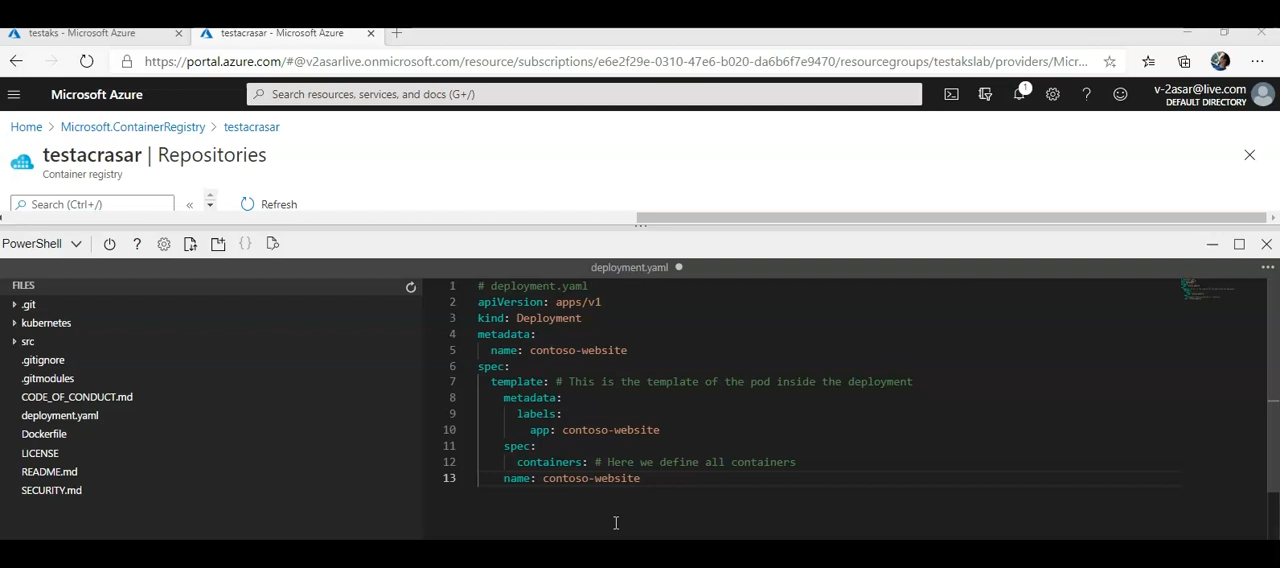 testaks - Microsoft Azure
testacrasar - Microsoft Azure
https://portal.azure.com/#@v2asarlive.onmicrosoft.com/resource/subscriptions/e6e2f29e-0310-47e6-b020-da6b6f7e9470/resourcegroups/testakslab/providers/Micr...
Microsoft Azure
Search resources, services, and docs (G+/)
1
v-2asar@live.com
DEFAULT DIRECTORY
Home > Microsoft.ContainerRegistry > testacrasar
testacrasar | Repositories
Container registry
Search (Ctrl+/)
«
Refresh
PowerShell
?
{}
deployment.yaml
FILES
.git
kubernetes
src
.gitignore
.gitmodules
CODE_OF_CONDUCT.md
deployment.yaml
Dockerfile
LICENSE
README.md
SECURITY.md
1 # deployment.yaml
2 apiVersion: apps/v1
3 kind: Deployment
4 metadata:
5 name: contoso-website
6 spec:
7 template: # This is the template of the pod inside the deployment
8 metadata:
9 labels:
10 app: contoso-website
11 spec:
12 containers: # Here we define all containers
13 name: contoso-website